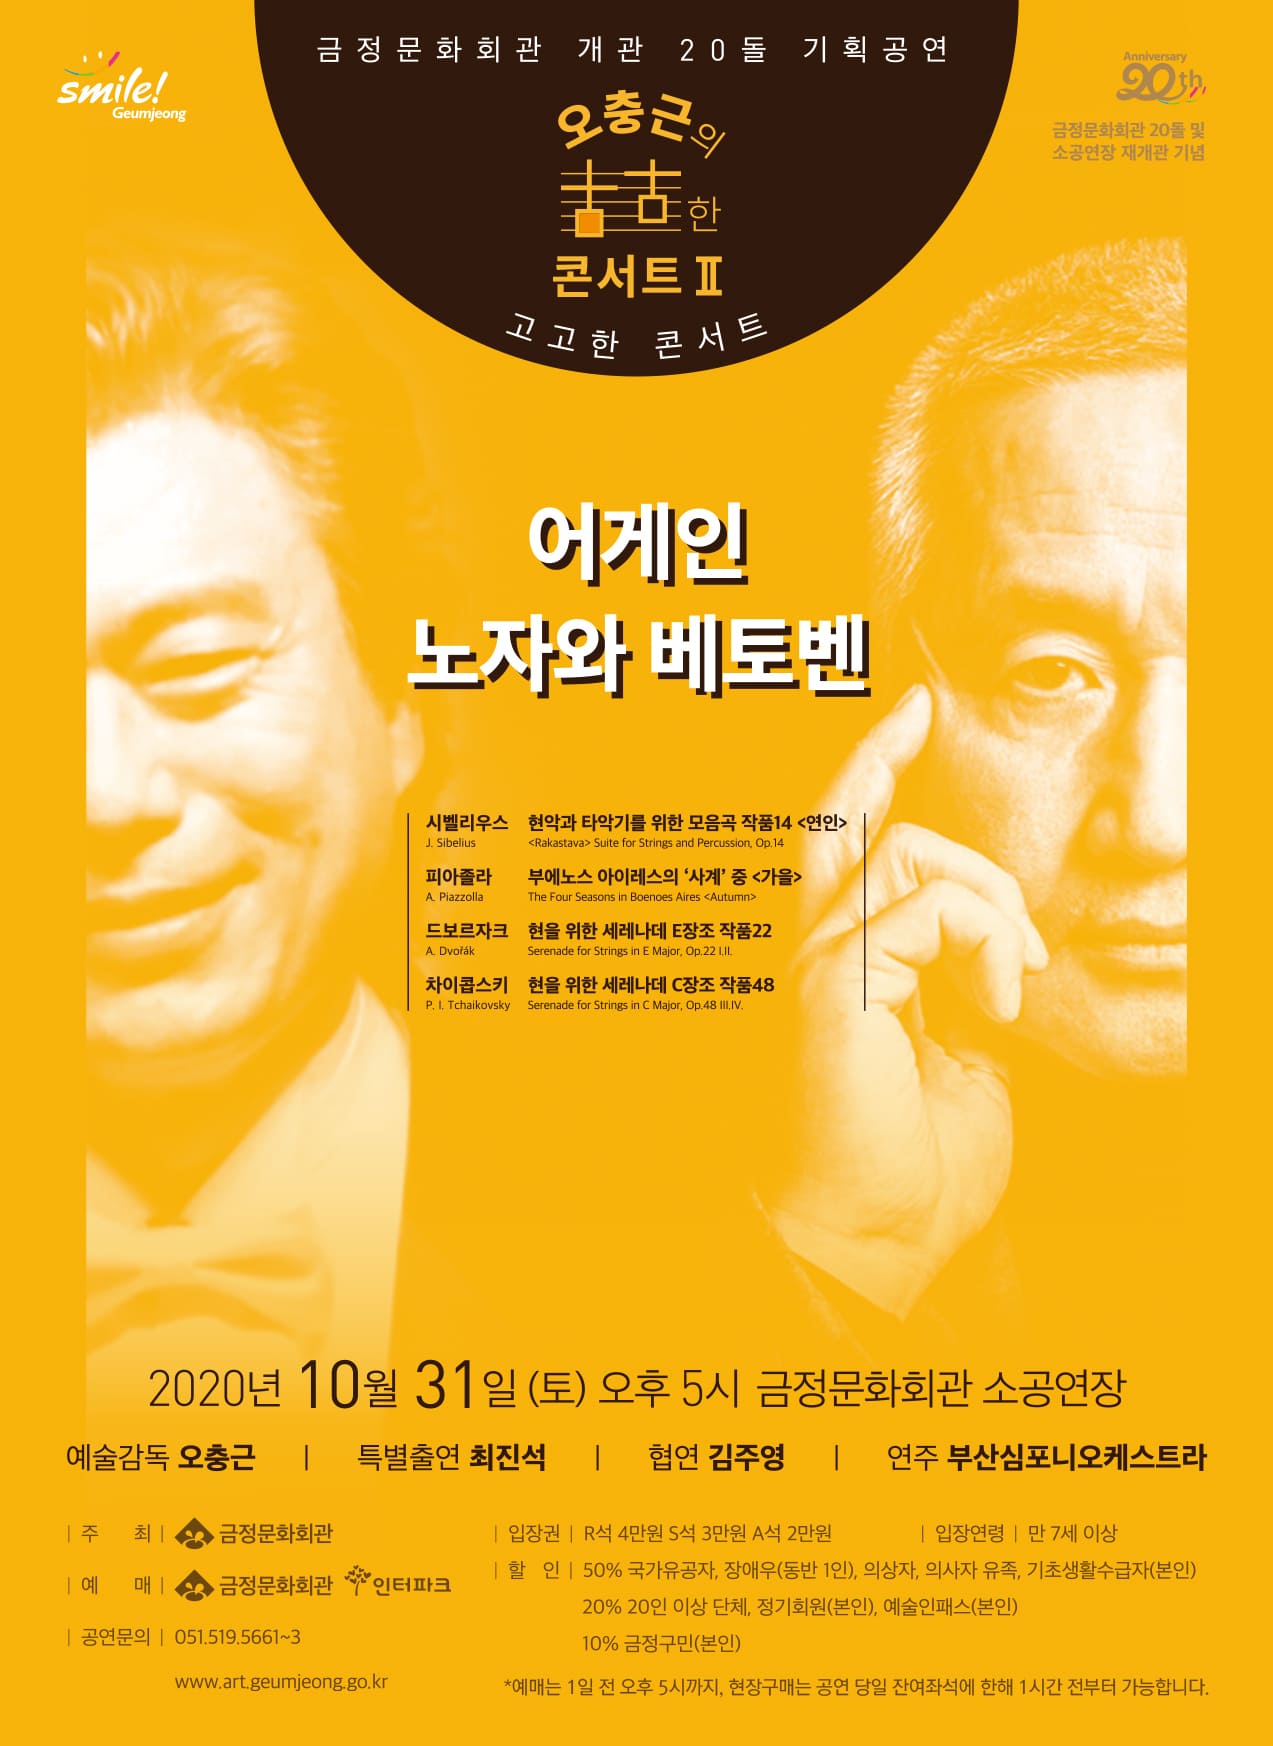 금정문화회관 개관 20돌 기획공연
smile!
Geumjeong
Anniversary
20th
금정문화회관 20돌 및
소공연장 재개관 기념
오충근의
古古한
콘서트 Ⅱ
고고한 콘서트
어게인
노자와 베토벤
시벨리우스 현악과 타악기를 위한 모음곡 작품14 <연인>
J. Sibelius <Rakastava> Suite for Strings and Percussion, Op.14
피아졸라 부에노스 아이레스의 ‘사계’ 중 <가을>
A. Piazzolla The Four Seasons in Boenoes Aires <Autumn>
드보르자크 현을 위한 세레나데 E장조 작품22
A. Dvořák Serenade for Strings in E Major, Op.22 I.II.
차이콥스키 현을 위한 세레나데 C장조 작품48
P. I. Tchaikovsky Serenade for Strings in C Major, Op.48 III.IV.
2020년 10월 31일 (토) 오후 5시 금정문화회관 소공연장
예술감독 오충근 | 특별출연 최진석 | 협연 김주영 | 연주 부산심포니오케스트라
| 주 최 | 금정문화회관
| 예 매 | 금정문화회관 인터파크
| 공연문의 | 051.519.5661~3
www.art.geumjeong.go.kr
| 입장권 | R석 4만원 S석 3만원 A석 2만원 | 입장연령 | 만 7세 이상
| 할 인 | 50% 국가유공자, 장애우(동반 1인), 의상자, 의사자 유족, 기초생활수급자(본인)
20% 20인 이상 단체, 정기회원(본인), 예술인패스(본인)
10% 금정구민(본인)
*예매는 1일 전 오후 5시까지, 현장구매는 공연 당일 잔여좌석에 한해 1시간 전부터 가능합니다.